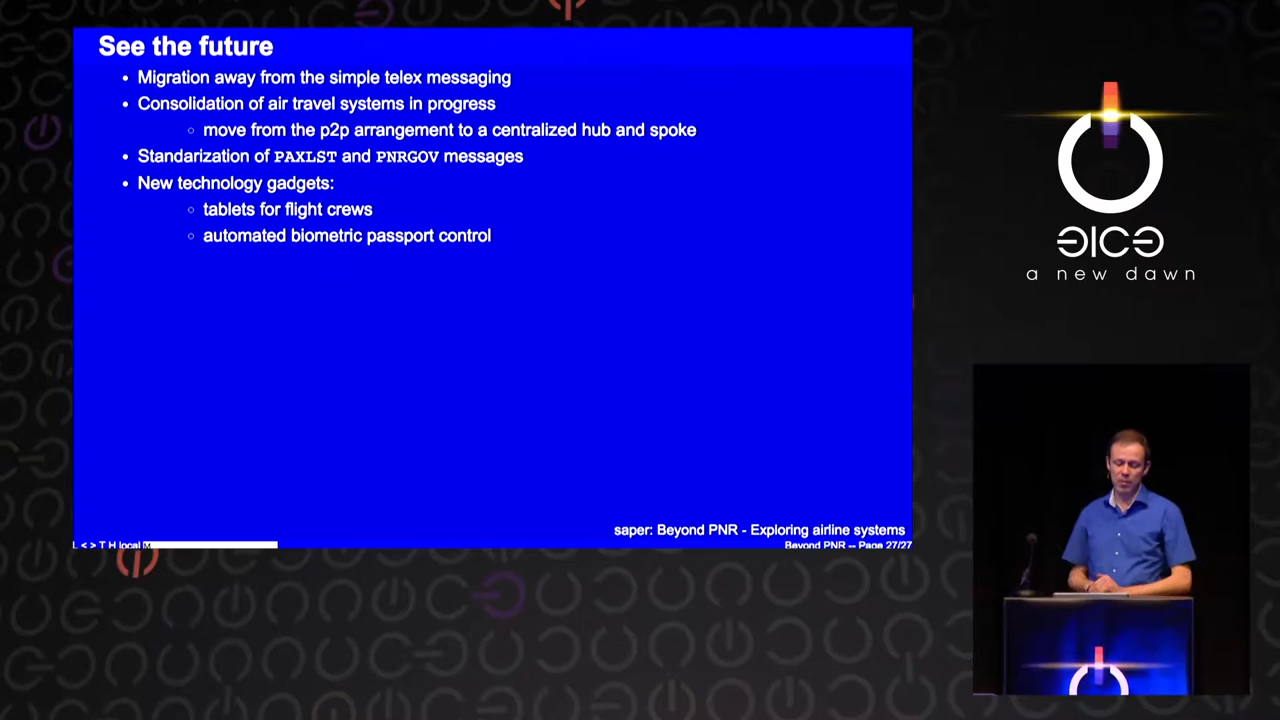 See the future
• Migration away from the simple telex messaging
• Consolidation of air travel systems in progress
○ move from the p2p arrangement to a centralized hub and spoke
• Standarization of PAXLST and PNRGOV messages
• New technology gadgets:
○ tablets for flight crews
○ automated biometric passport control
saper: Beyond PNR - Exploring airline systems
L < > T H local M
Beyond PNR -- Page 27/27
31C3
a new dawn